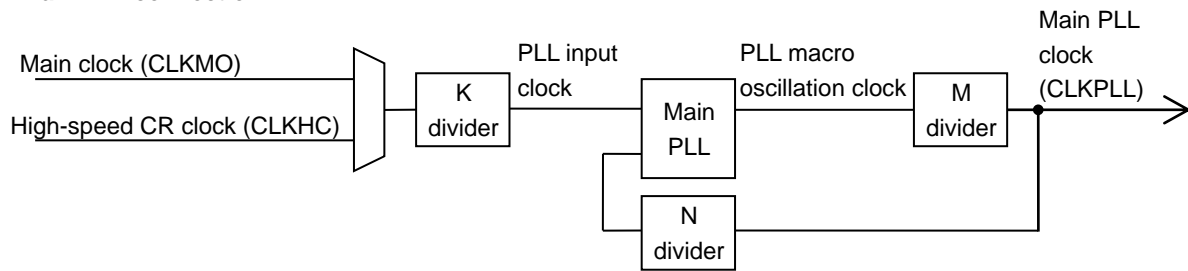 Main clock (CLKMO)
High-speed CR clock (CLKHC)
K
divider
PLL input
clock
Main
PLL
PLL macro
oscillation clock
M
divider
Main PLL
clock
(CLKPLL)
N
divider